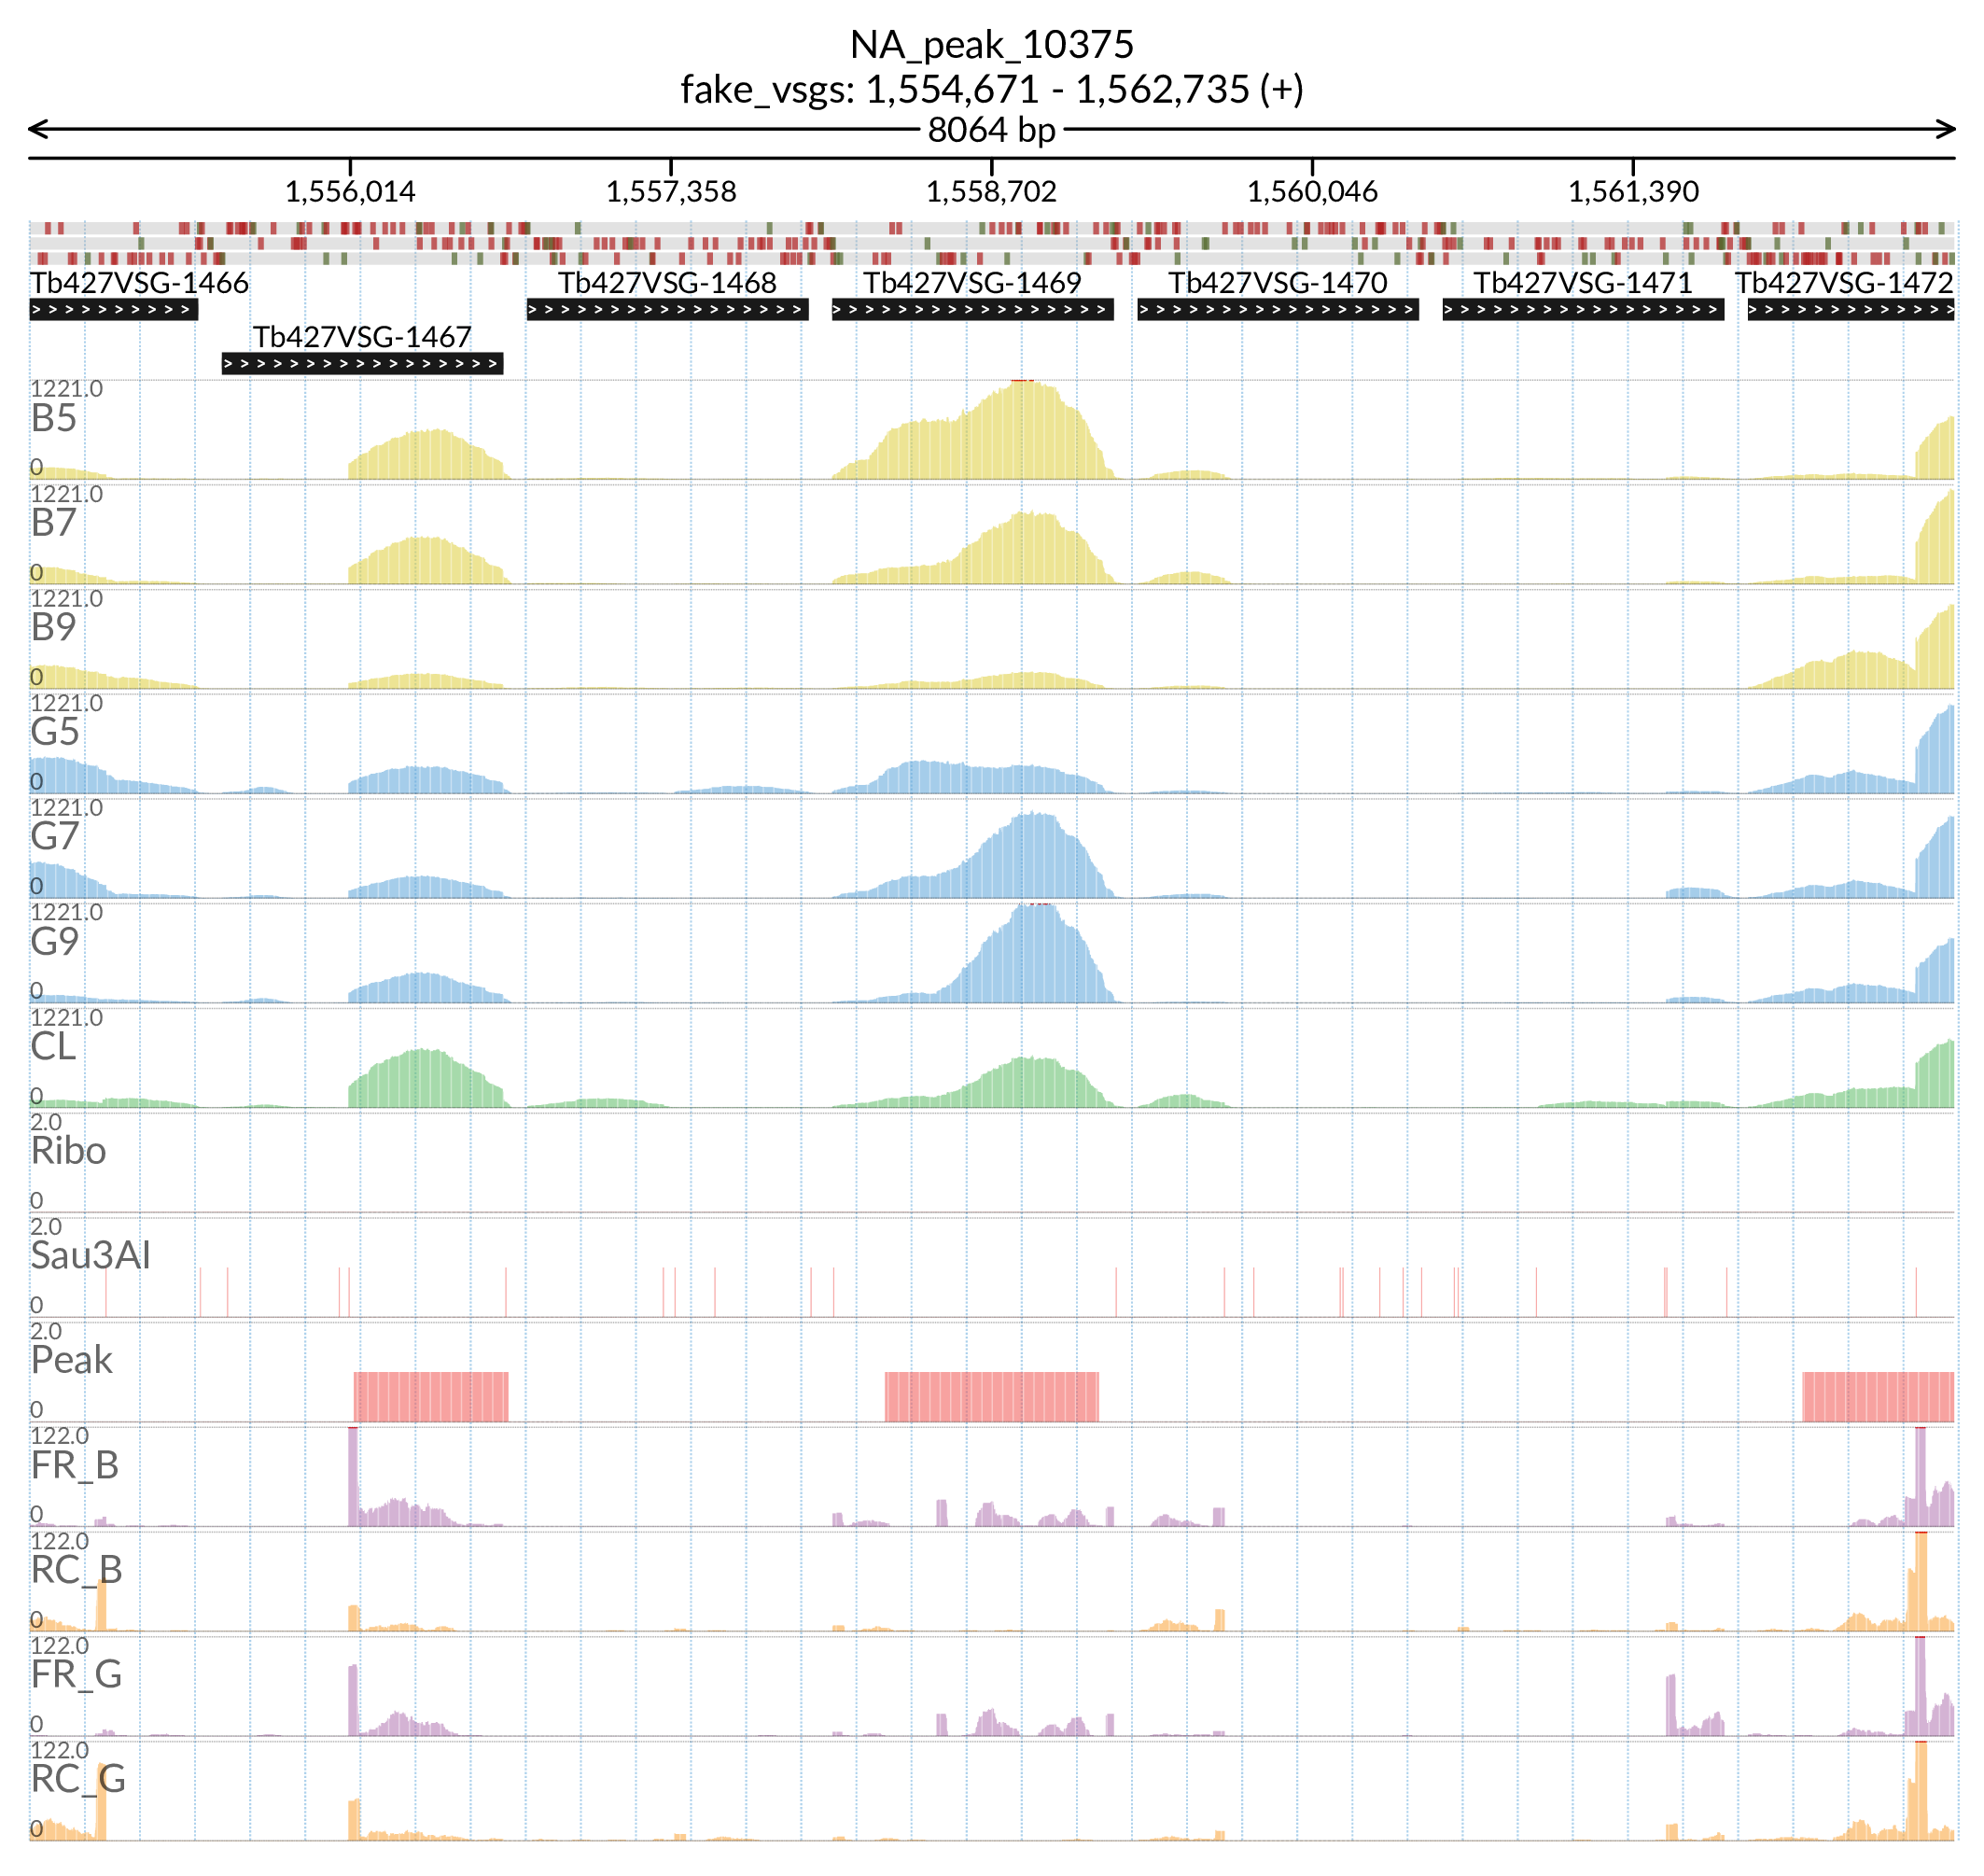 NA_peak_10375
fake_vsgs: 1,554,671 - 1,562,735 (+)
8064 bp
1,556,014 1,557,358 1,558,702 1,560,046 1,561,390
Tb427VSG-1466 Tb427VSG-1468 Tb427VSG-1469 Tb427VSG-1470 Tb427VSG-1471 Tb427VSG-1472
Tb427VSG-1467
1221.0
B5
0
1221.0
B7
0
1221.0
B9
0
1221.0
G5
0
1221.0
G7
0
1221.0
G9
0
1221.0
CL
0
2.0
Ribo
0
2.0
Sau3AI
0
2.0
Peak
0
122.0
FR_B
0
122.0
RC_B
0
122.0
FR_G
0
122.0
RC_G
0